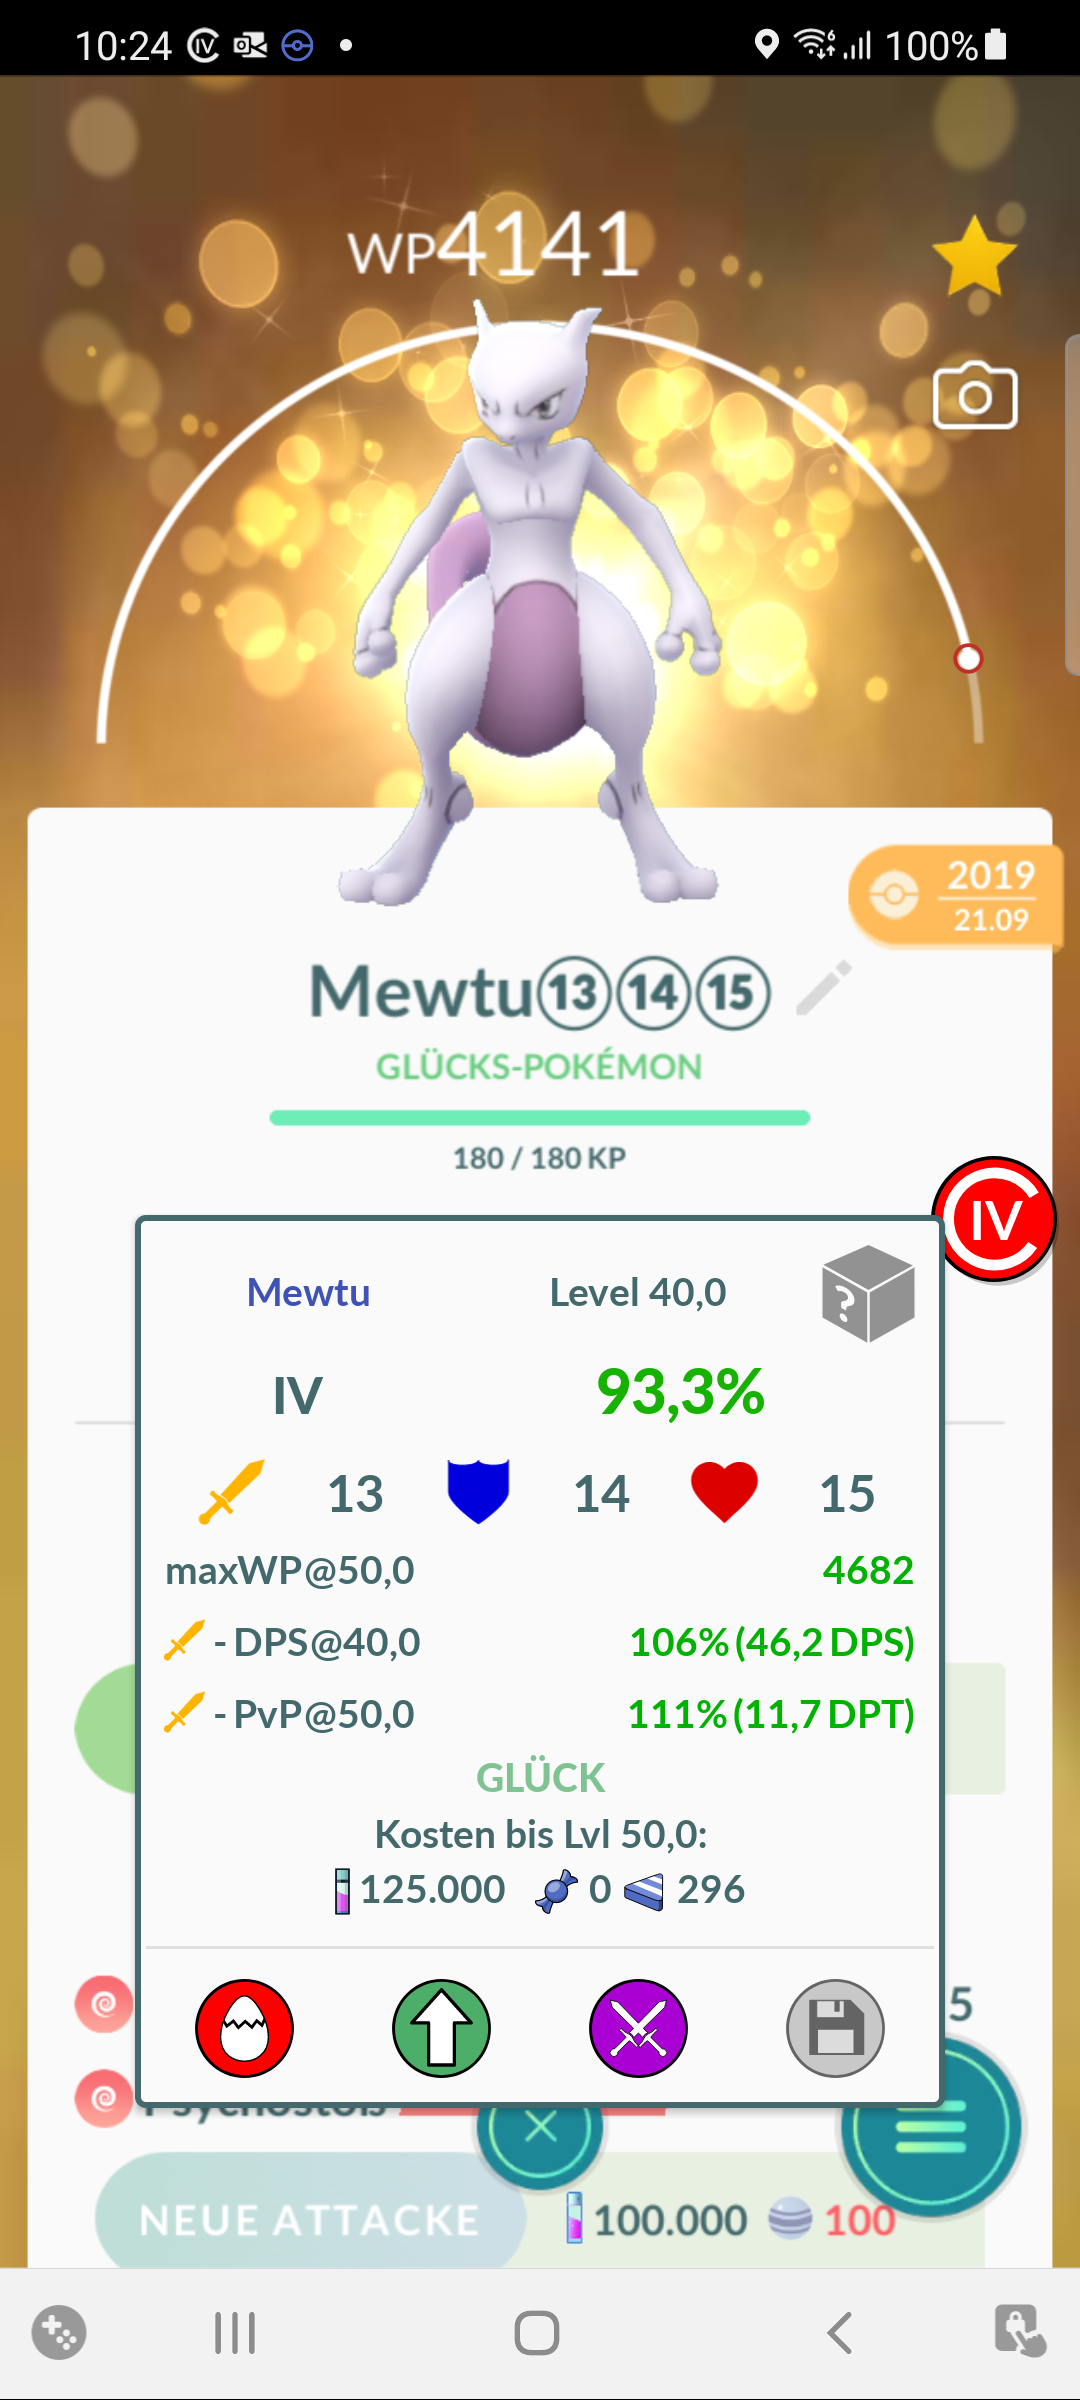 10:24 IV 100%
WP4141
2019
21.09
Mewtu⑬⑭⑮
GLÜCKS-POKÉMON
180 / 180 KP
IV
Mewtu Level 40,0 ?
IV 93,3%
13 14 15
maxWP@50,0 4682
- DPS@40,0 106% (46,2 DPS)
- PvP@50,0 111% (11,7 DPT)
GLÜCK
Kosten bis Lvl 50,0:
125.000 0 296
5
Psychostoß
NEUE ATTACKE 100.000 100